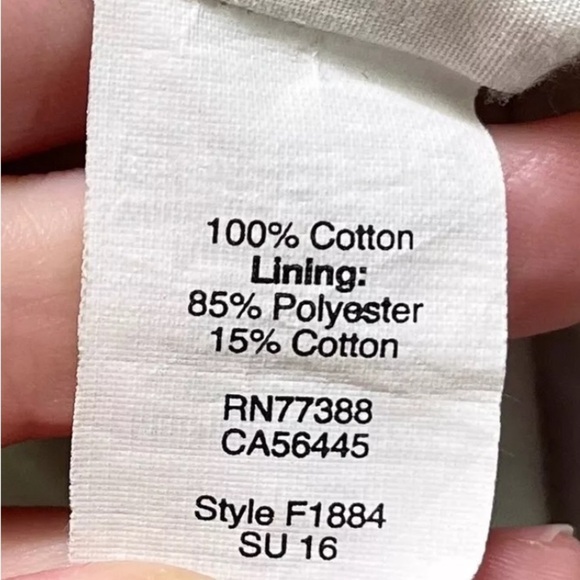 100% Cotton
Lining:
85% Polyester
15% Cotton
RN77388
CA56445
Style F1884
SU 16